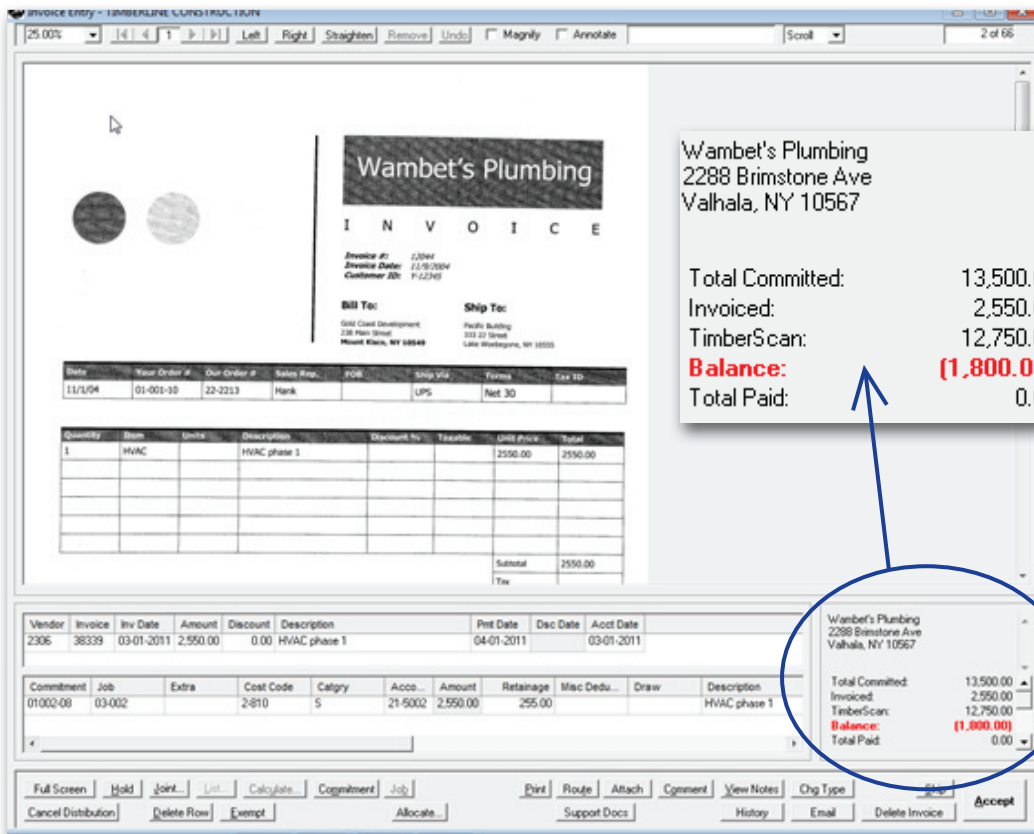 Invoice Entry - TIMBERLINE CONSTRUCTION
25.00% 1 Left Right Straighten Remove Undo Magnify Annotate Scroll 2 of 66
Wambet's Plumbing
INVOICE
Invoice #: 12044
Invoice Date: 11/9/2004
Customer ID: Y-12345
Bill To: Ship To:
Gold Coast Development Pacific Building
238 Main Street 333 22 Street
Mount Kisco, NY 10549 Lake Woebegone, NY 10555
Date Your Order # Our Order # Sales Rep. FOB Ship Via Terms Tax ID
11/1/04 01-001-10 22-2213 Hank UPS Net 30
Quantity Item Units Description Discount % Taxable Unit Price Total
1 HVAC HVAC phase 1 2550.00 2550.00
Subtotal 2550.00
Tax
Wambet's Plumbing
2288 Brimstone Ave
Valhala, NY 10567
Total Committed: 13,500.
Invoiced: 2,550.
TimberScan: 12,750.
Balance: (1,800.0
Total Paid: 0.
Vendor Invoice Inv Date Amount Discount Description Pmt Date Dsc Date Acct Date
2306 38339 03-01-2011 2,550.00 0.00 HVAC phase 1 04-01-2011 03-01-2011
Commitment Job Extra Cost Code Catgry Acco... Amount Retainage Misc Dedu... Draw Description
01002-08 03-002 2-810 S 21-5002 2,550.00 255.00 HVAC phase 1
Wambet's Plumbing
2288 Brimstone Ave
Valhala, NY 10567
Total Committed: 13,500.00
Invoiced: 2,550.00
TimberScan: 12,750.00
Balance: (1,800.00)
Total Paid: 0.00
Full Screen Hold Joint... List... Calculate... Commitment Job Print Route Attach Comment View Notes Chg Type Skip Accept
Cancel Distribution Delete Row Exempt Allocate... Support Docs History Email Delete Invoice